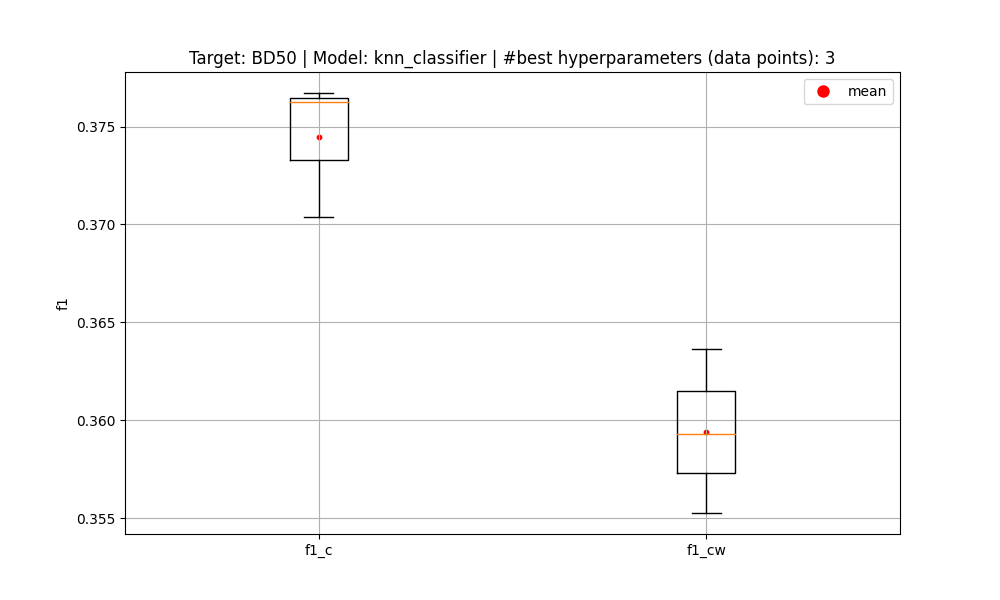 Target: BD50 | Model: knn_classifier | #best hyperparameters (data points): 3
mean
0.375
0.370
0.365
0.360
0.355
f1
f1_c
f1_cw